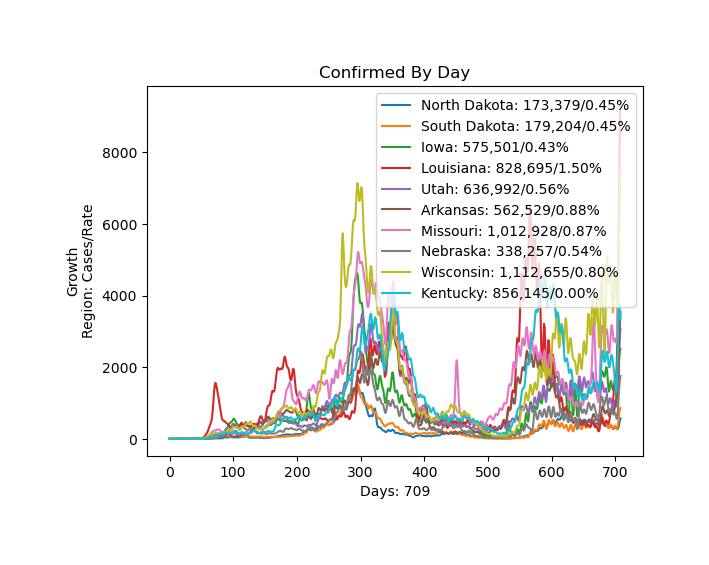 Confirmed By Day
Growth
Region: Cases/Rate
8000
6000
4000
2000
0
North Dakota: 173,379/0.45%
South Dakota: 179,204/0.45%
Iowa: 575,501/0.43%
Louisiana: 828,695/1.50%
Utah: 636,992/0.56%
Arkansas: 562,529/0.88%
Missouri: 1,012,928/0.87%
Nebraska: 338,257/0.54%
Wisconsin: 1,112,655/0.80%
Kentucky: 856,145/0.00%
0 100 200 300 400 500 600 700
Days: 709